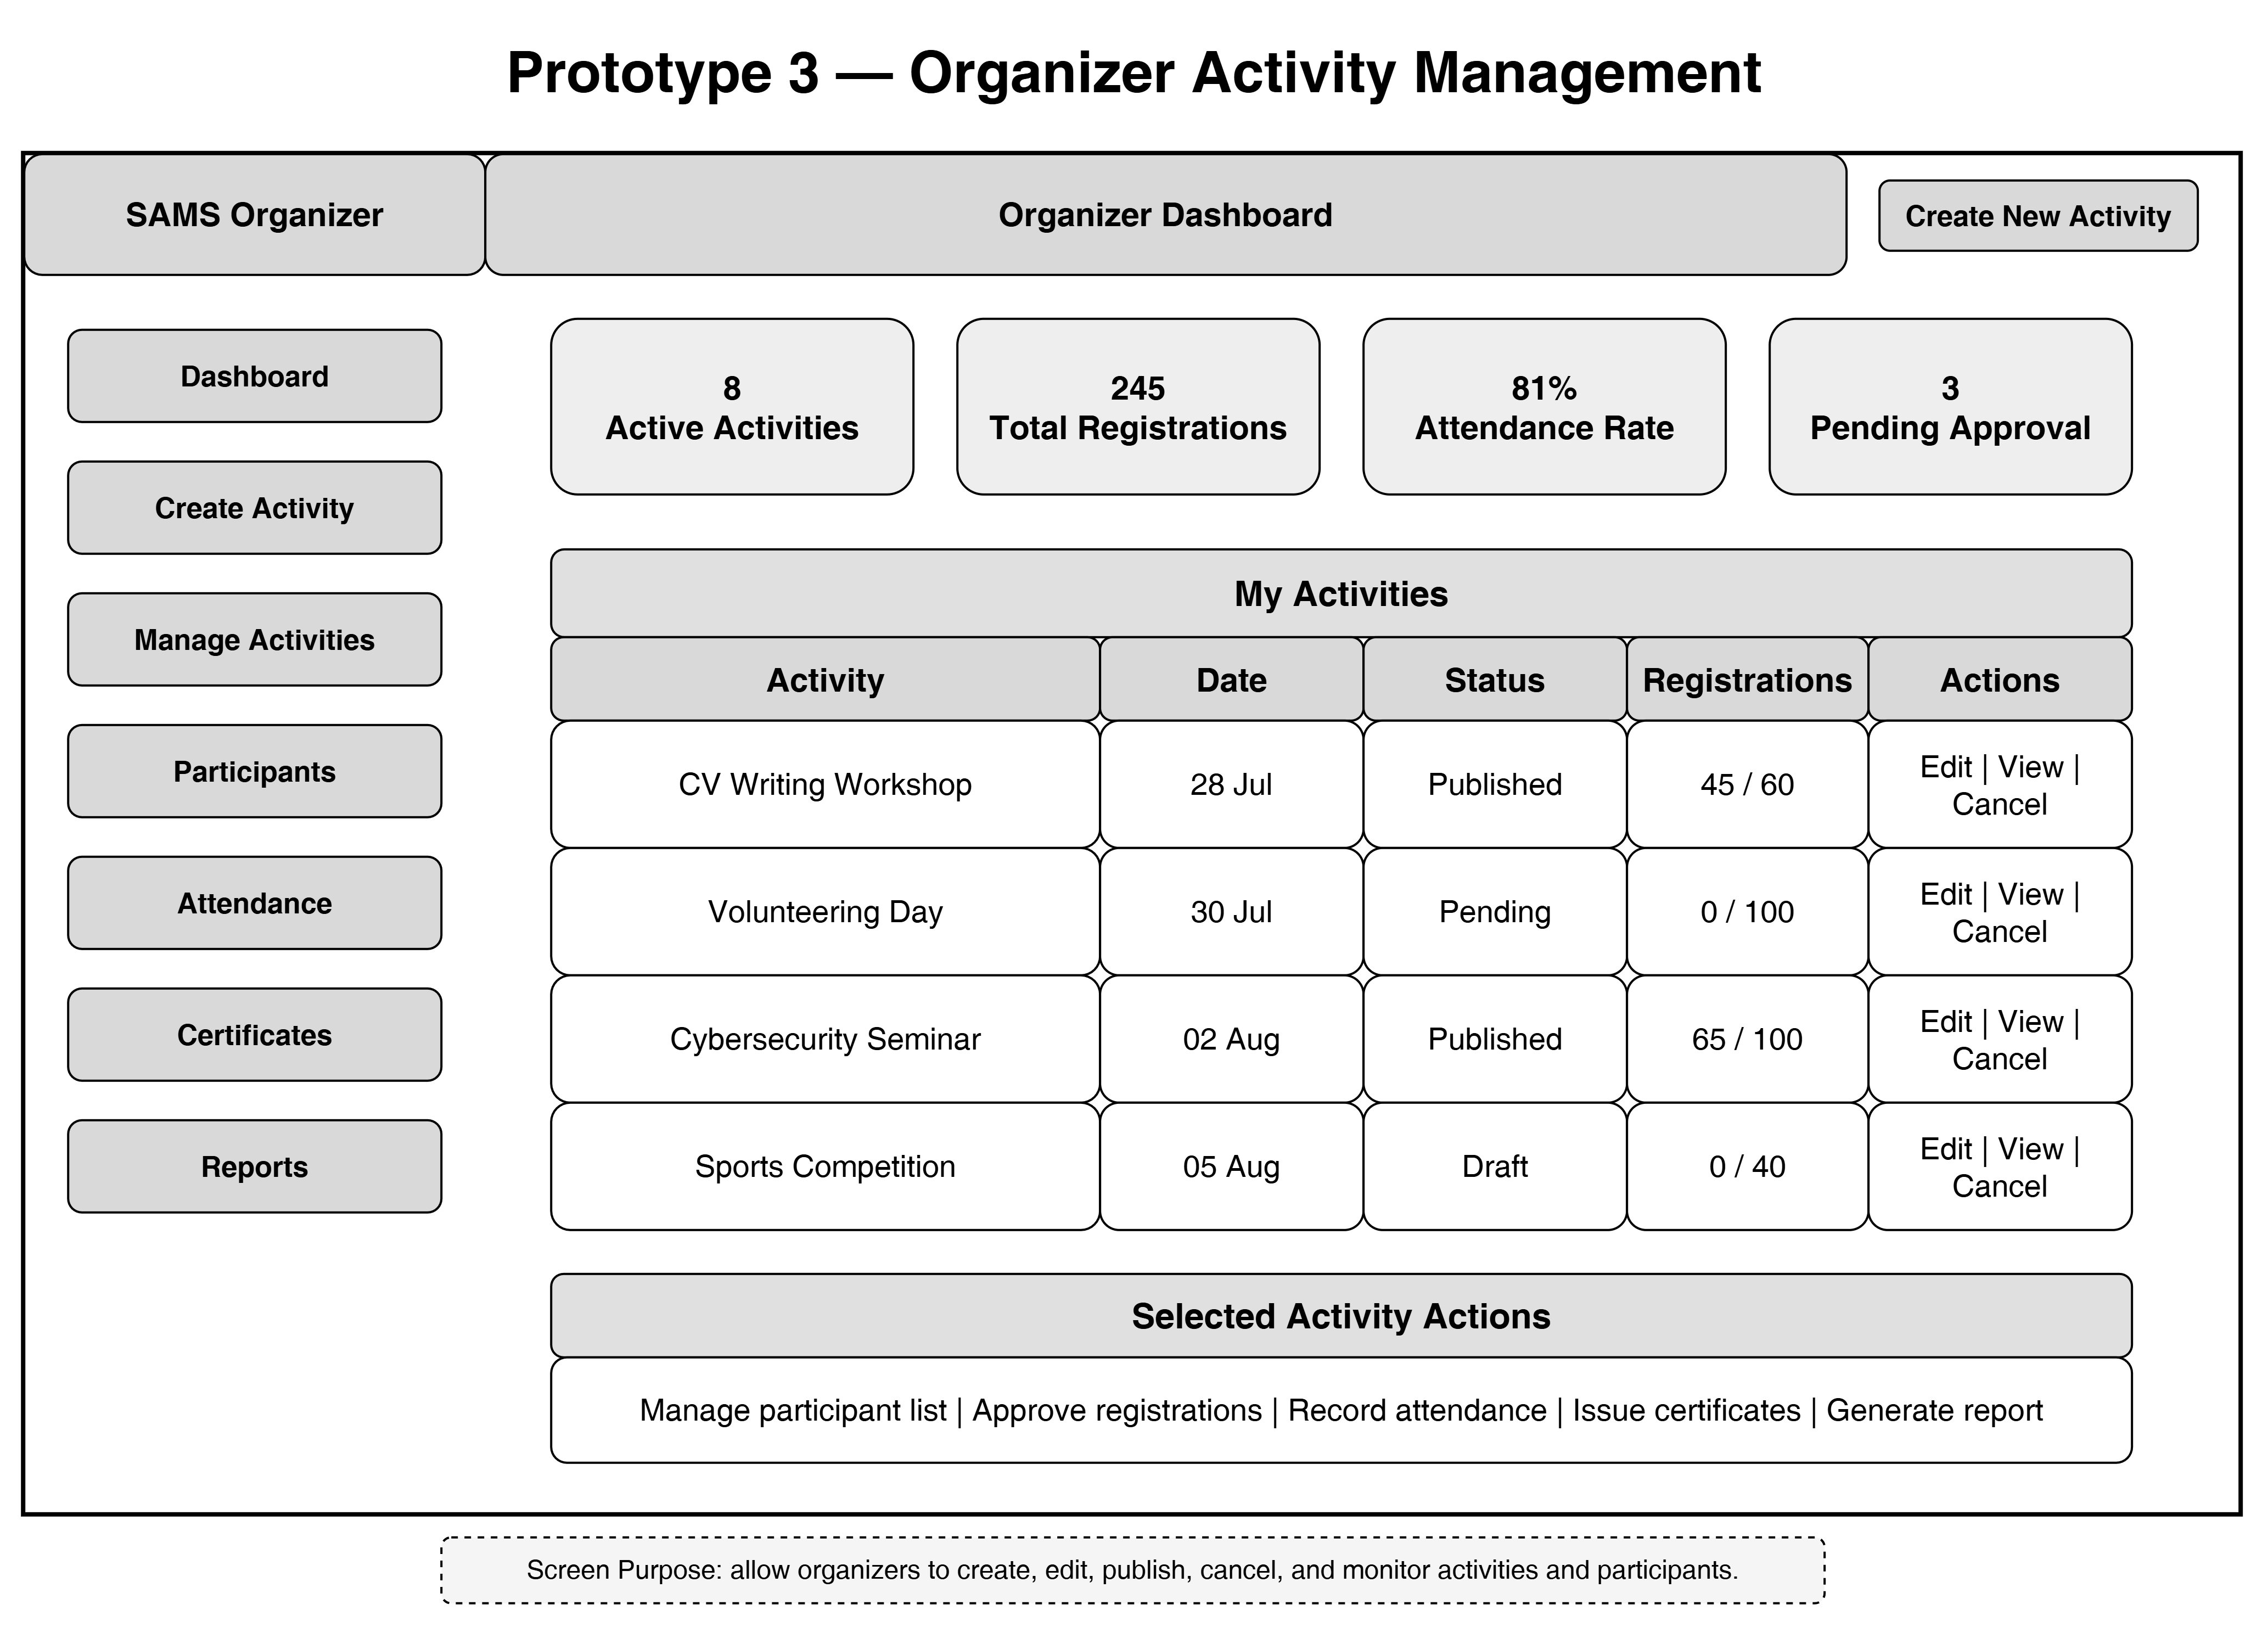 Prototype 3 — Organizer Activity Management
SAMS Organizer
Organizer Dashboard
Create New Activity
Dashboard
Create Activity
Manage Activities
Participants
Attendance
Certificates
Reports
8
Active Activities
245
Total Registrations
81%
Attendance Rate
3
Pending Approval
My Activities
Activity Date Status Registrations Actions
CV Writing Workshop 28 Jul Published 45 / 60 Edit | View |
Cancel
Volunteering Day 30 Jul Pending 0 / 100 Edit | View |
Cancel
Cybersecurity Seminar 02 Aug Published 65 / 100 Edit | View |
Cancel
Sports Competition 05 Aug Draft 0 / 40 Edit | View |
Cancel
Selected Activity Actions
Manage participant list | Approve registrations | Record attendance | Issue certificates | Generate report
Screen Purpose: allow organizers to create, edit, publish, cancel, and monitor activities and participants.